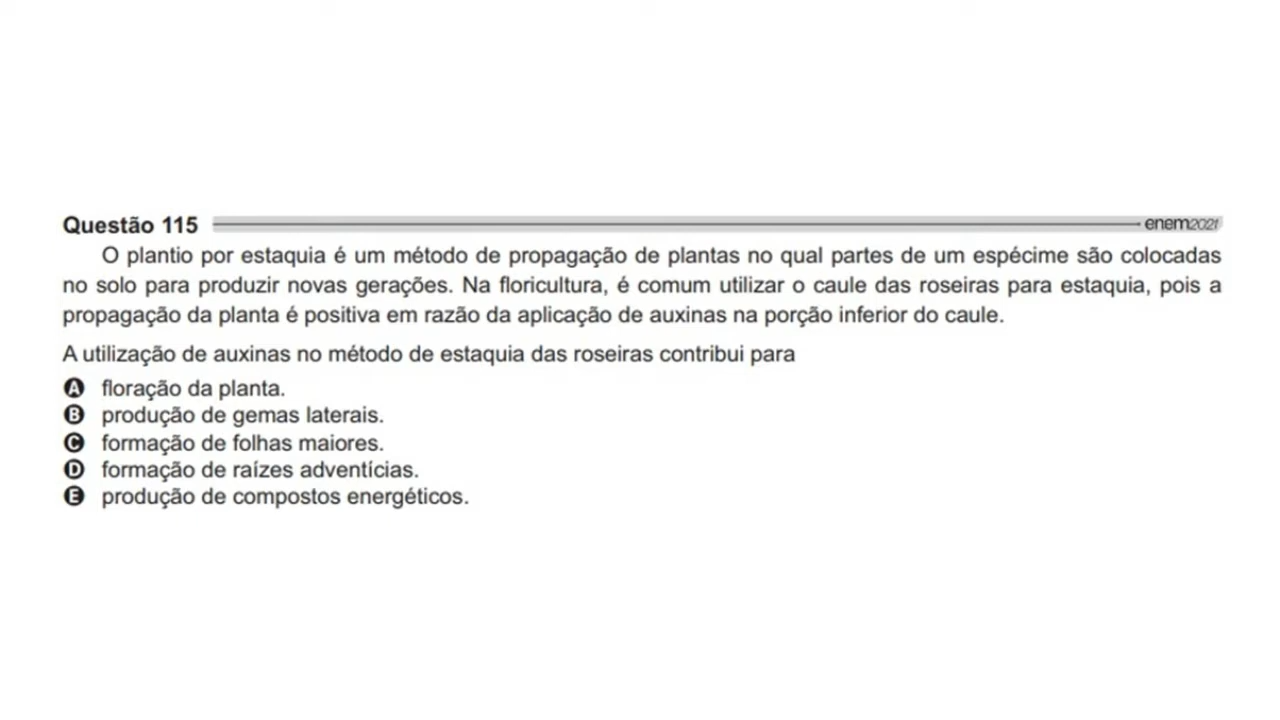 Questão 115 enem2021
O plantio por estaquia é um método de propagação de plantas no qual partes de um espécime são colocadas
no solo para produzir novas gerações. Na floricultura, é comum utilizar o caule das roseiras para estaquia, pois a
propagação da planta é positiva em razão da aplicação de auxinas na porção inferior do caule.
A utilização de auxinas no método de estaquia das roseiras contribui para
A floração da planta.
B produção de gemas laterais.
C formação de folhas maiores.
D formação de raízes adventícias.
E produção de compostos energéticos.